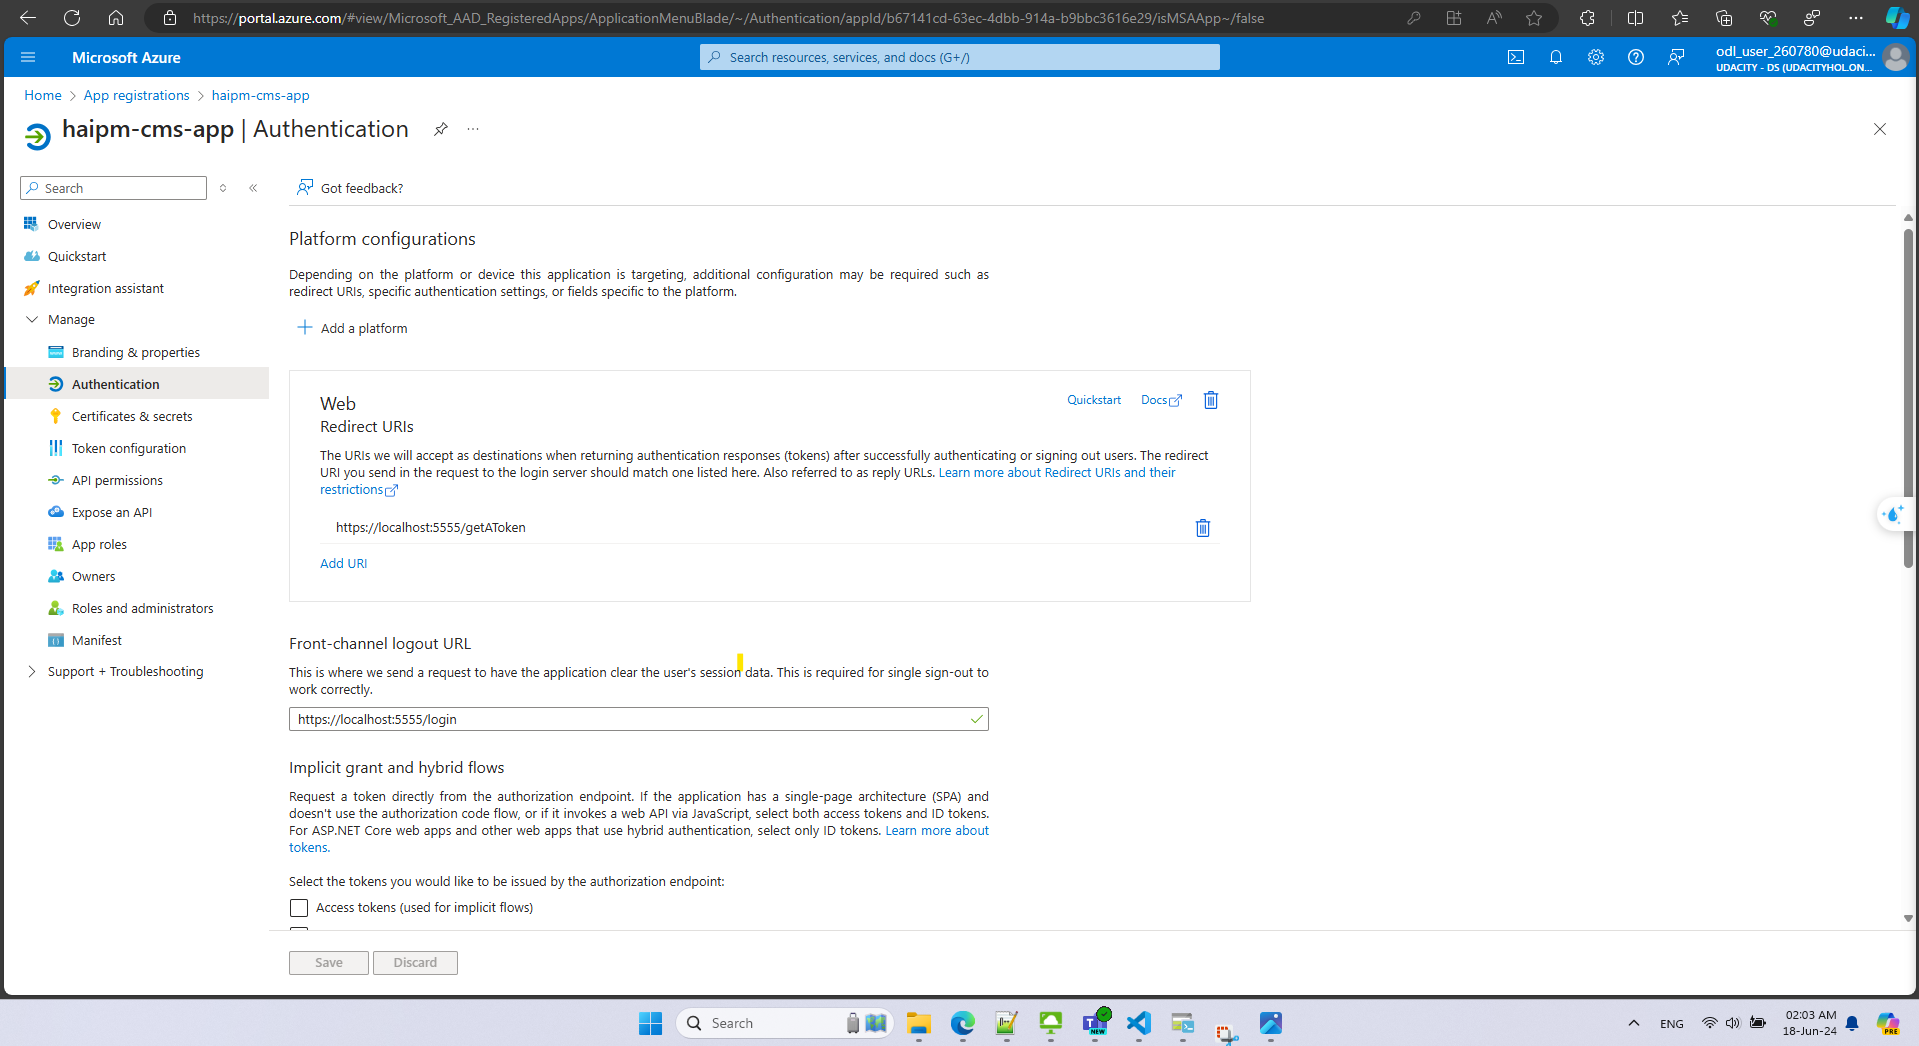 https://portal.azure.com/#view/Microsoft_AAD_RegisteredApps/ApplicationMenuBlade/~/Authentication/appId/b67141cd-63ec-4dbb-914a-b9bbc3616e29/isMSAApp~/false
Microsoft Azure
Search resources, services, and docs (G+/)
odl_user_260780@udaci...
UDACITY - DS (UDACITYHOL.ON...
Home > App registrations > haipm-cms-app
haipm-cms-app | Authentication
Search
Got feedback?
Overview
Quickstart
Integration assistant
Manage
Branding & properties
Authentication
Certificates & secrets
Token configuration
API permissions
Expose an API
App roles
Owners
Roles and administrators
Manifest
Support + Troubleshooting
Platform configurations
Depending on the platform or device this application is targeting, additional configuration may be required such as
redirect URIs, specific authentication settings, or fields specific to the platform.
Add a platform
Web
Quickstart
Docs
Redirect URIs
The URIs we will accept as destinations when returning authentication responses (tokens) after successfully authenticating or signing out users. The redirect
URI you send in the request to the login server should match one listed here. Also referred to as reply URLs. Learn more about Redirect URIs and their
restrictions
https://localhost:5555/getAToken
Add URI
Front-channel logout URL
This is where we send a request to have the application clear the user's session data. This is required for single sign-out to
work correctly.
https://localhost:5555/login
Implicit grant and hybrid flows
Request a token directly from the authorization endpoint. If the application has a single-page architecture (SPA) and
doesn't use the authorization code flow, or if it invokes a web API via JavaScript, select both access tokens and ID tokens.
For ASP.NET Core web apps and other web apps that use hybrid authentication, select only ID tokens. Learn more about
tokens.
Select the tokens you would like to be issued by the authorization endpoint:
Access tokens (used for implicit flows)
Save
Discard
Search
NEW
ENG
02:03 AM
18-Jun-24
PRE